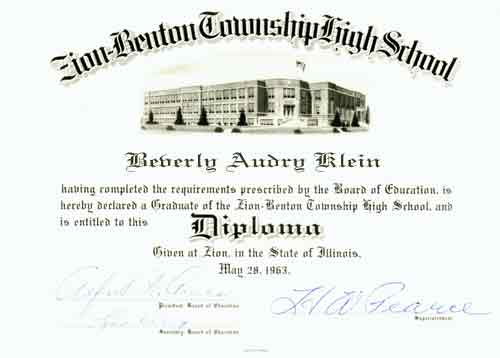 Zion-Benton Township High School
Beverly Audry Klein
having completed the requirements prescribed by the Board of Education, is
hereby declared a Graduate of the Zion-Benton Township High School, and
is entitled to this Diploma
Given at Zion, in the State of Illinois,
May 28, 1963.
H W Pearce
President Board of Education
Superintendent
Secretary Board of Education